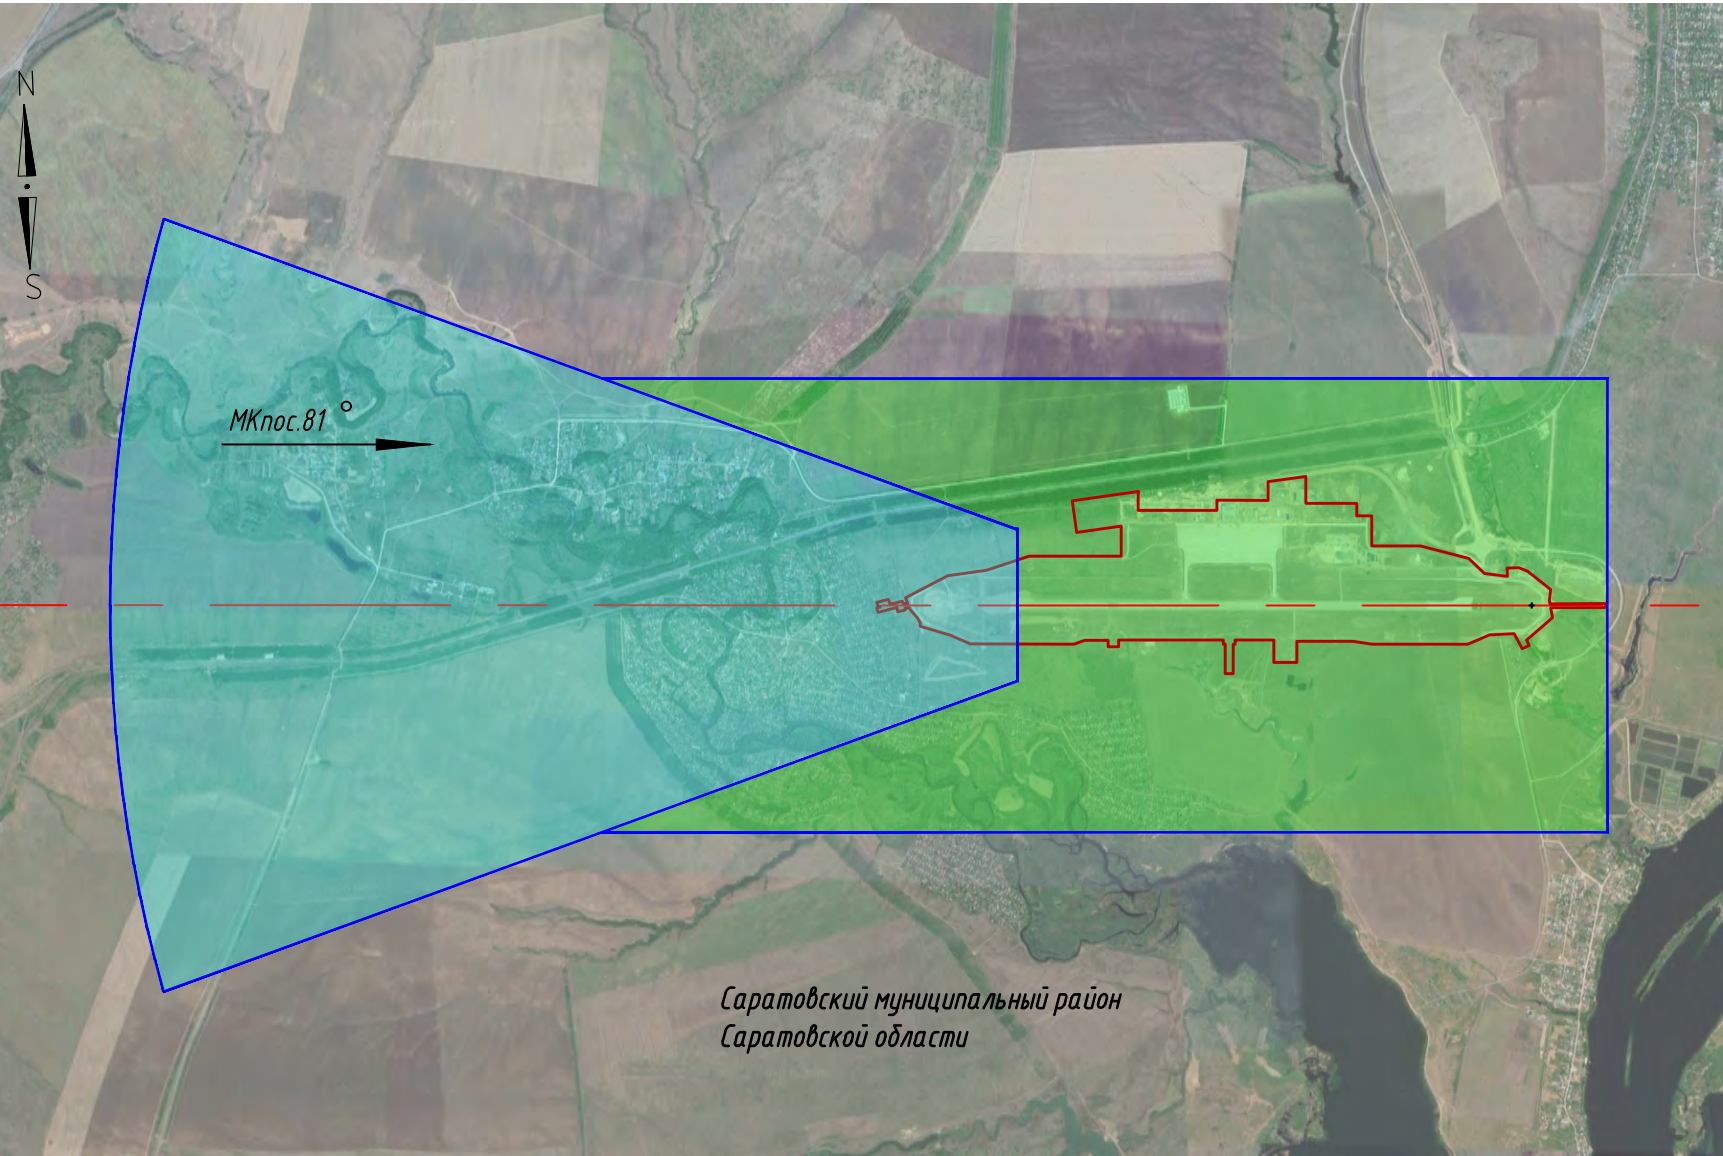 N
S
МКпос.81°
Саратовский муниципальный район
Саратовской области